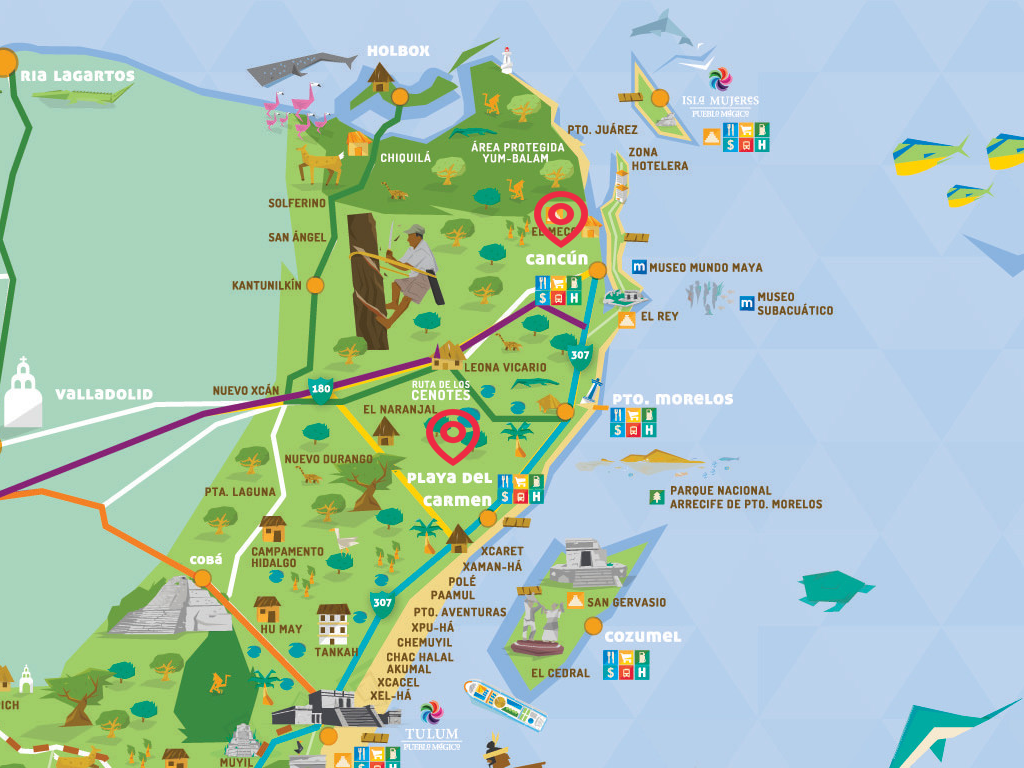 HOLBOX
RIA LAGARTOS
ISLA MUJERES
PUEBLO MÁGICO
$ H
PTO. JUÁREZ
ÁREA PROTEGIDA
YUM-BALAM
CHIQUILÁ
ZONA
HOTELERA
SOLFERINO
SAN ÁNGEL
EL MECO
CANCÚN
MUSEO MUNDO MAYA
m
KANTUNILKÍN
$ H
m
MUSEO
SUBACUÁTICO
EL REY
307
LEONA VICARIO
RUTA DE LOS
CENOTES
180
NUEVO XCÁN
VALLADOLID
EL NARANJAL
PTO. MORELOS
$ H
NUEVO DURANGO
PLAYA DEL
CARMEN
$ H
PTA. LAGUNA
PARQUE NACIONAL
ARRECIFE DE PTO. MORELOS
COBÁ
CAMPAMENTO
HIDALGO
XCARET
XAMAN-HÁ
POLÉ
PAAMUL
307
PTO. AVENTURAS
SAN GERVASIO
HU MAY
XPU-HÁ
COZUMEL
TANKAH
CHEMUYIL
CHAC HALAL
AKUMAL
EL CEDRAL
$ H
XCACEL
XEL-HÁ
ICH
TULUM
PUEBLO MÁGICO
MUYIL
$ H